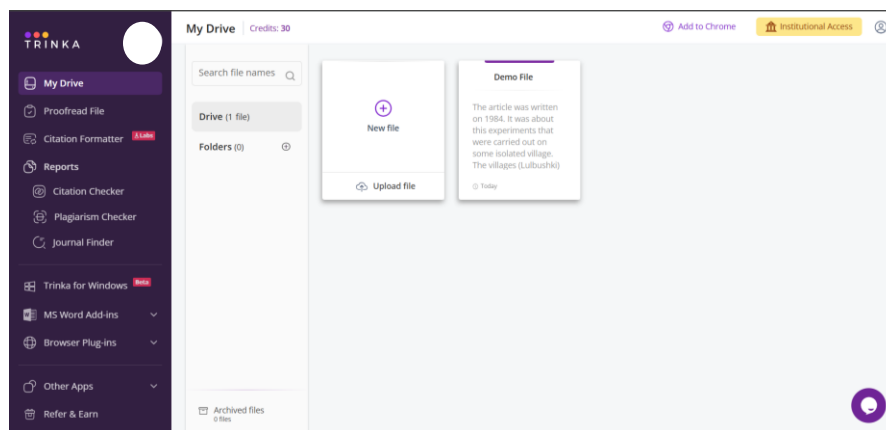 TRINKA
My Drive
Proofread File
Citation Formatter Labs
Reports
Citation Checker
Plagiarism Checker
Journal Finder
Trinka for Windows Beta
MS Word Add-ins
Browser Plug-ins
Other Apps
Refer & Earn
My Drive Credits: 30
Add to Chrome
Institutional Access
Search file names
Drive (1 file)
Folders (0)
Archived files
0 files
New file
Upload file
Demo File
The article was written
on 1984. It was about
this experiments that
were carried out on
some isolated village.
The villages (Lulbushki)
Today